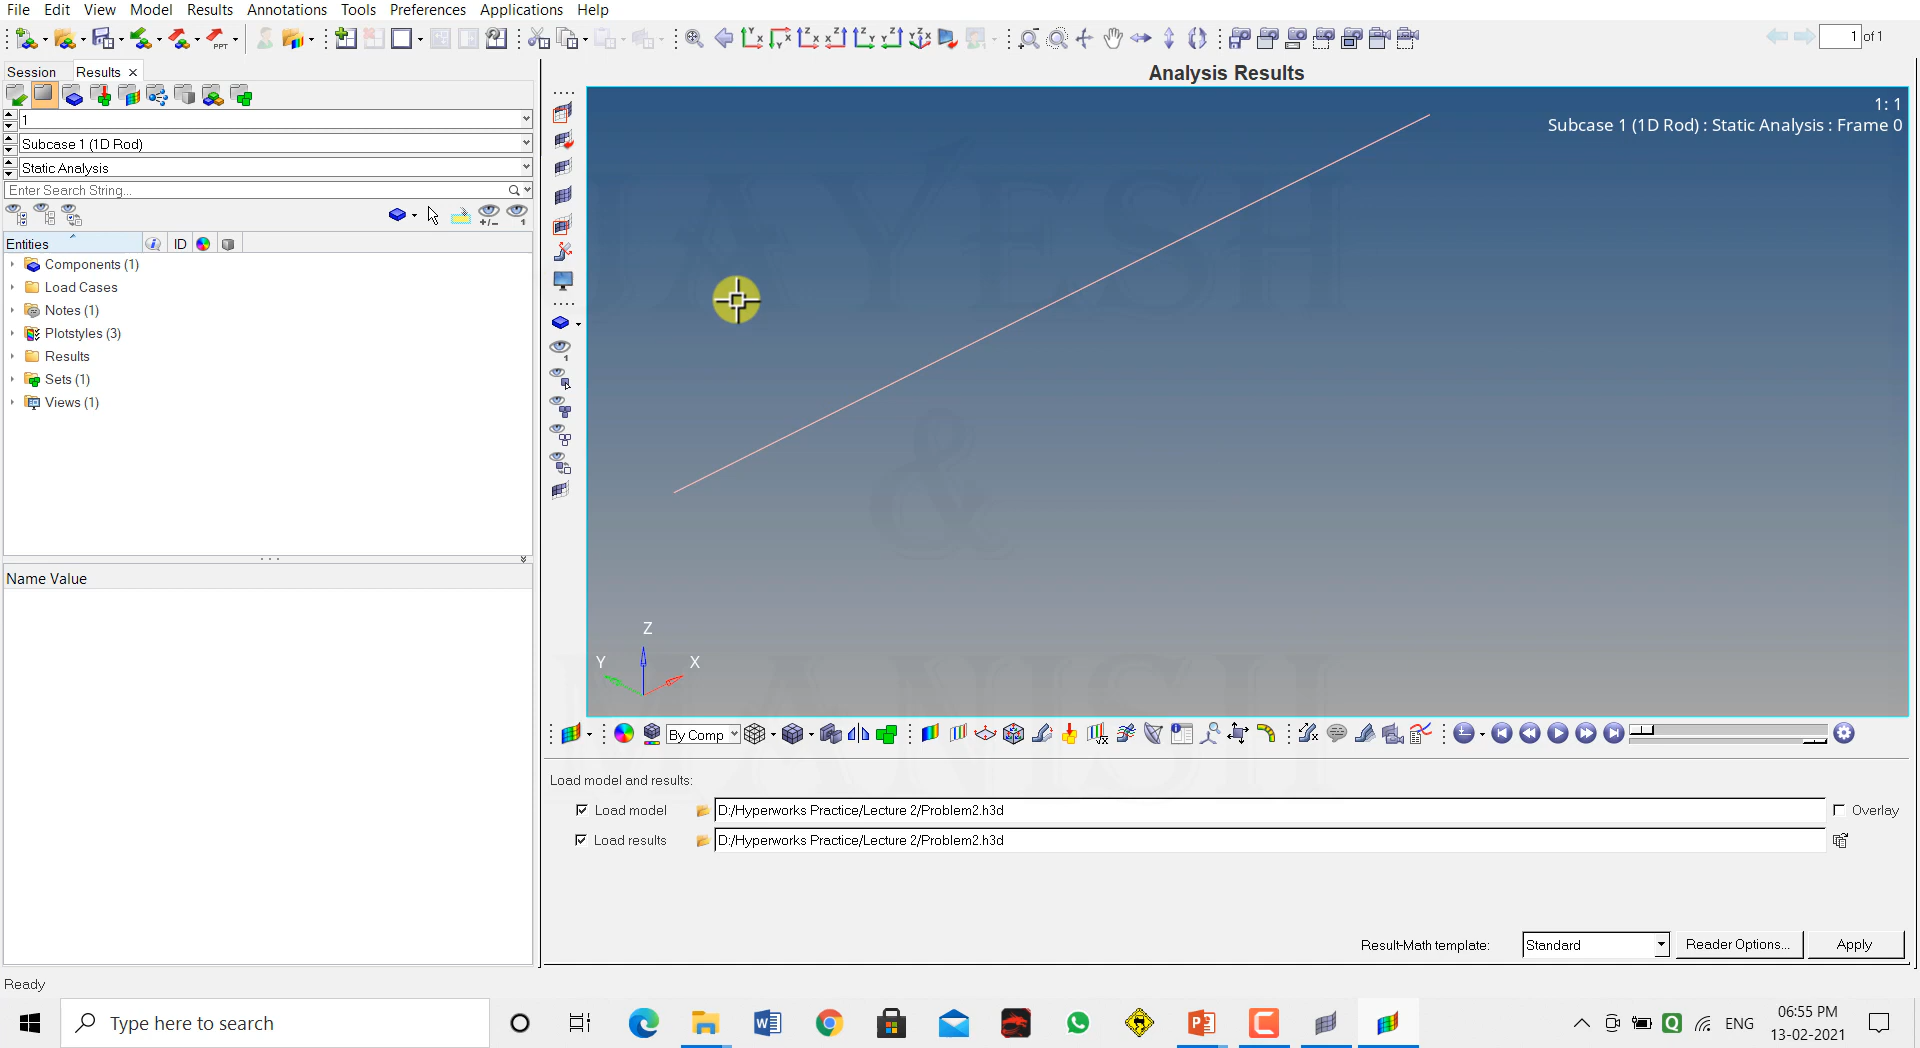 File Edit View Model Results Annotations Tools Preferences Applications Help
PPT
1 of 1
Session Results
Analysis Results
1
Subcase 1 (1D Rod)
Static Analysis
Enter Search String...
Entities ID
Components (1)
Load Cases
Notes (1)
Plotstyles (3)
Results
Sets (1)
Views (1)
Name Value
1: 1
Subcase 1 (1D Rod) : Static Analysis : Frame 0
JAYESH
&
MANISH
Z
Y X
By Comp
Load model and results:
Load model D:/Hyperworks Practice/Lecture 2/Problem2.h3d Overlay
Load results D:/Hyperworks Practice/Lecture 2/Problem2.h3d
Result-Math template: Standard Reader Options... Apply
Ready
Type here to search
ENG
06:55 PM
13-02-2021